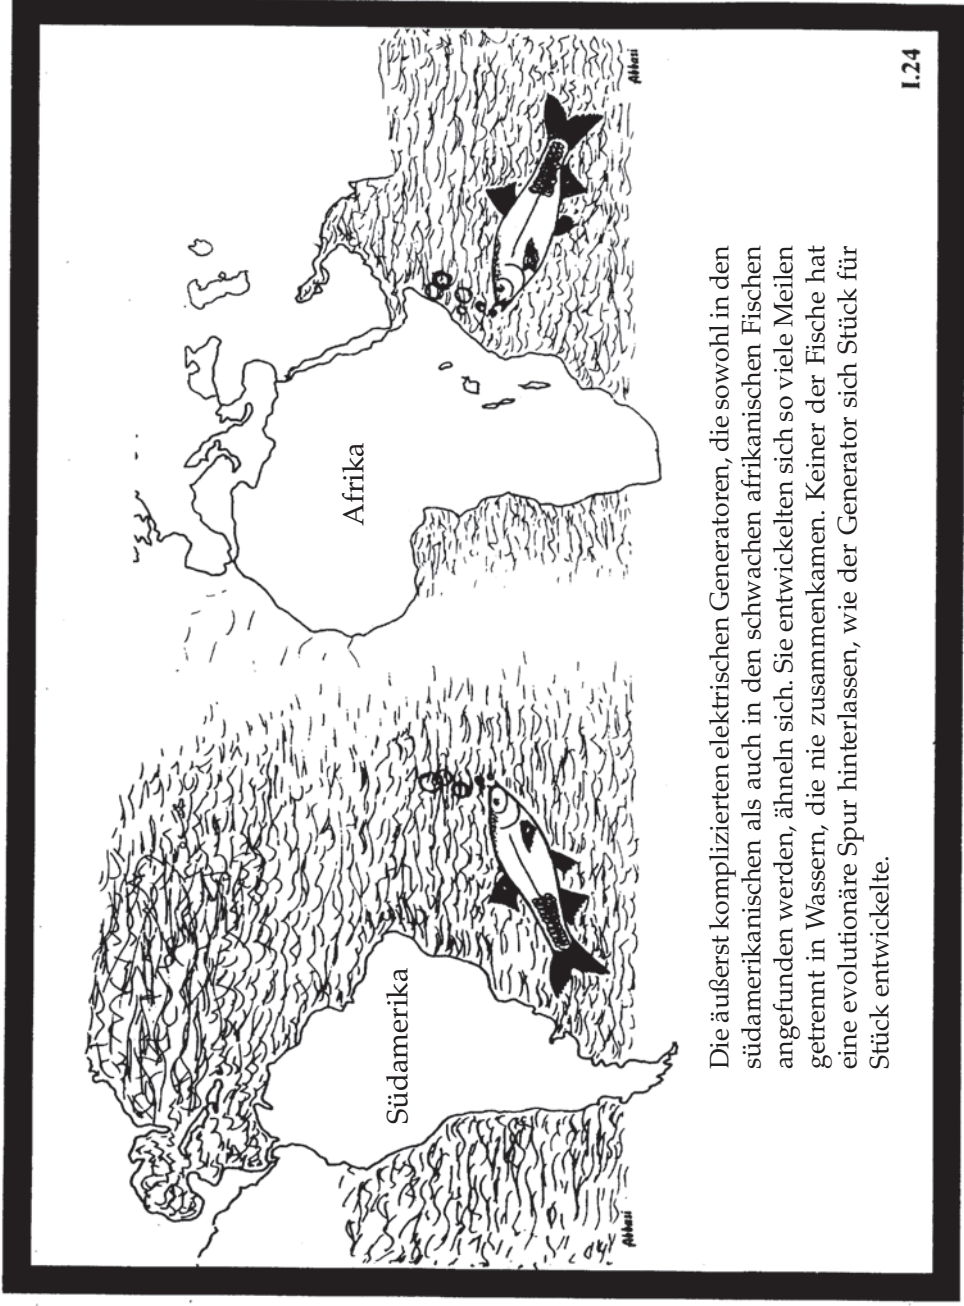 Südamerika
Afrika
Abbasi
Abbasi
Die äußerst komplizierten elektrischen Generatoren, die sowohl in den
südamerikanischen als auch in den schwachen afrikanischen Fischen
angefunden werden, ähneln sich. Sie entwickelten sich so viele Meilen
getrennt in Wassern, die nie zusammenkamen. Keiner der Fische hat
eine evolutionäre Spur hinterlassen, wie der Generator sich Stück für
Stück entwickelte.
I.24